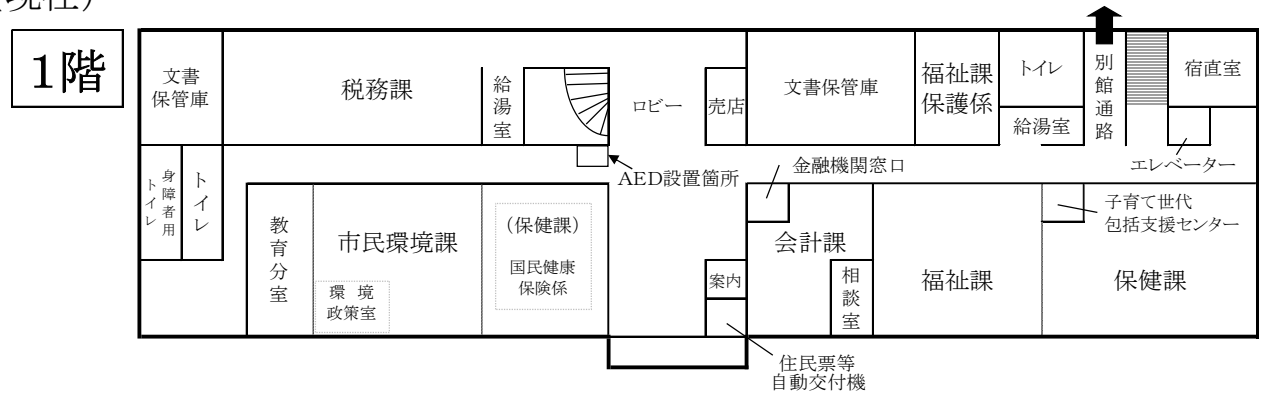 現在）
1階
文書
保管庫
税務課
給湯室
ロビー
売店
文書保管庫
福祉課
保護係
トイレ
給湯室
別館通路
宿直室
エレベーター
AED設置箇所
金融機関窓口
身障者用
トイレ
トイレ
教育分室
市民環境課
環 境
政策室
（保健課）
国民健康
保険係
案内
会計課
相談室
福祉課
子育て世代
包括支援センター
保健課
住民票等
自動交付機